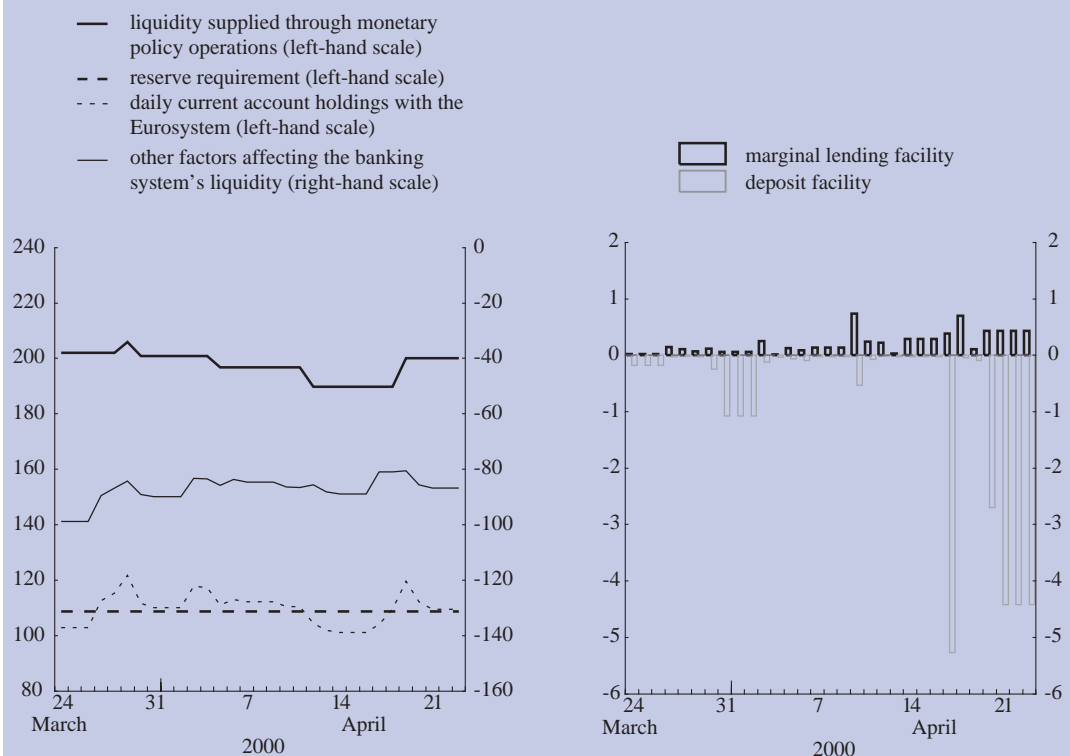 liquidity supplied through monetary
policy operations (left-hand scale)
reserve requirement (left-hand scale)
daily current account holdings with the
Eurosystem (left-hand scale)
other factors affecting the banking
system’s liquidity (right-hand scale)
240
220
200
180
160
140
120
100
80
0
-20
-40
-60
-80
-100
-120
-140
-160
24 31 7 14 21
March April
2000
marginal lending facility
deposit facility
2
1
0
-1
-2
-3
-4
-5
-6
2
1
0
-1
-2
-3
-4
-5
-6
24 31 7 14 21
March April
2000